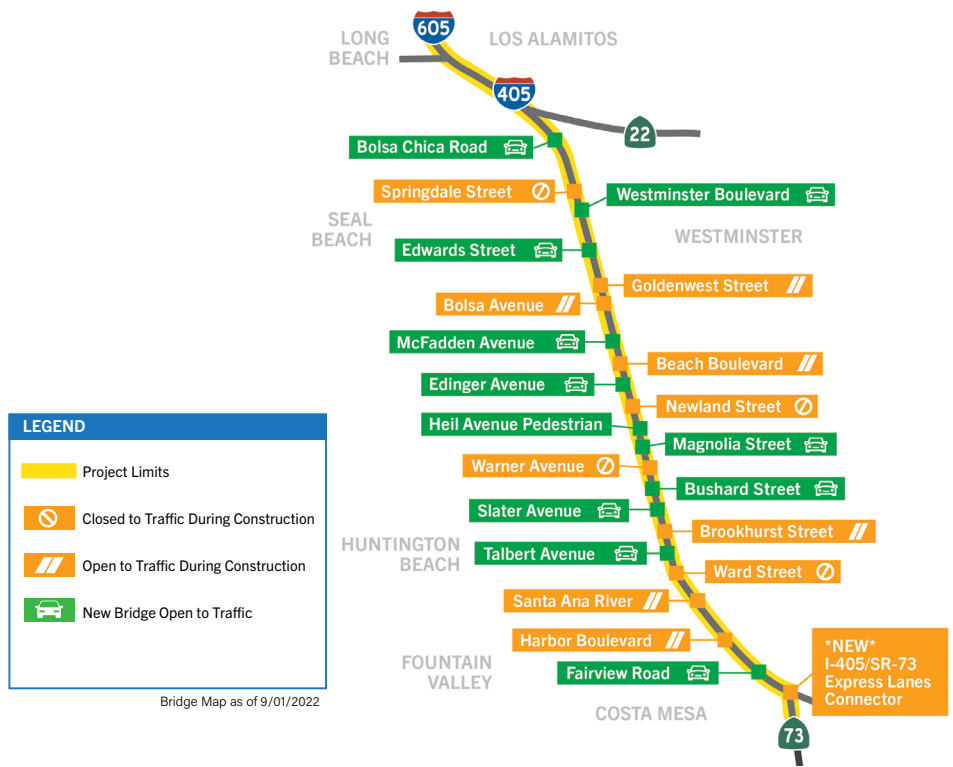 605
LONG
BEACH
LOS ALAMITOS
405
22
Bolsa Chica Road
Springdale Street
Westminster Boulevard
SEAL
BEACH
WESTMINSTER
Edwards Street
Goldenwest Street
Bolsa Avenue
McFadden Avenue
Beach Boulevard
Edinger Avenue
Newland Street
Heil Avenue Pedestrian
Magnolia Street
Warner Avenue
Bushard Street
Slater Avenue
Brookhurst Street
HUNTINGTON
BEACH
Talbert Avenue
Ward Street
Santa Ana River
Harbor Boulevard
FOUNTAIN
VALLEY
Fairview Road
*NEW*
I-405/SR-73
Express Lanes
Connector
COSTA MESA
73
LEGEND
Project Limits
Closed to Traffic During Construction
Open to Traffic During Construction
New Bridge Open to Traffic
Bridge Map as of 9/01/2022